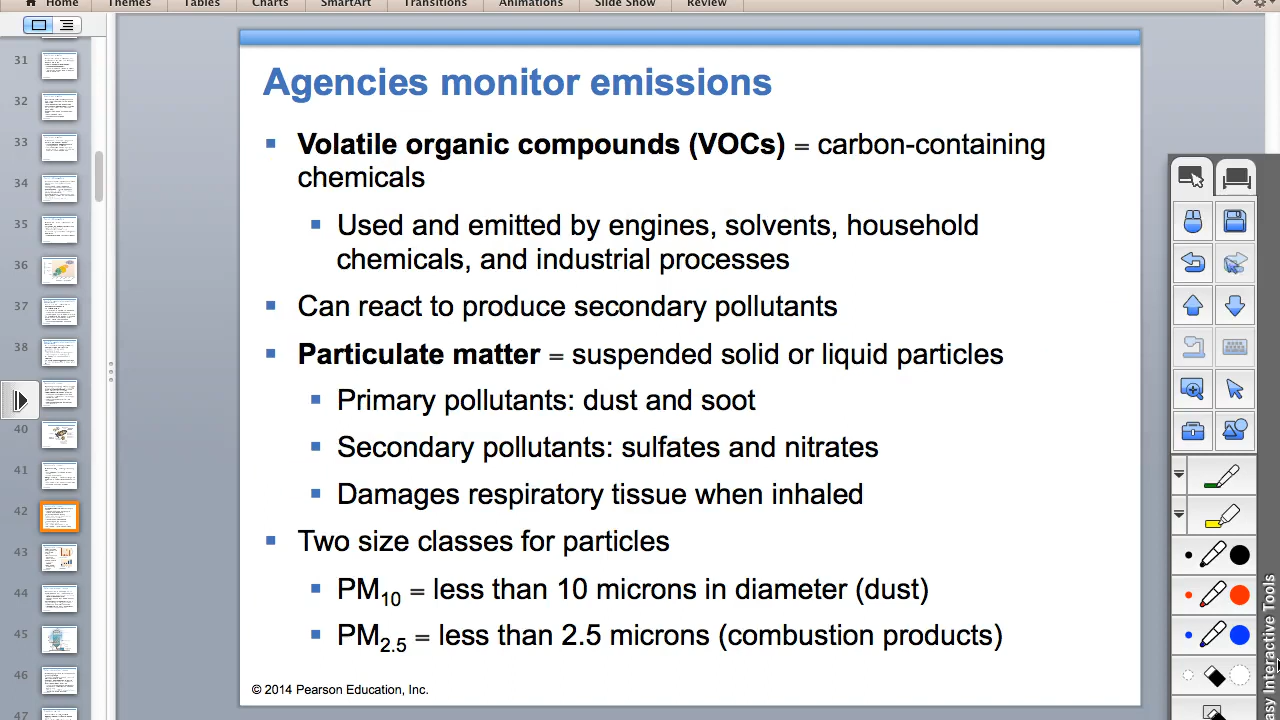 Home Themes Tables Charts SmartArt Transitions Animations Slide Show Review
31
32
33
34
35
36
37
38
40
41
42
43
44
45
46
47
Agencies monitor emissions
Volatile organic compounds (VOCs) = carbon-containing
chemicals
Used and emitted by engines, solvents, household
chemicals, and industrial processes
Can react to produce secondary pollutants
Particulate matter = suspended solid or liquid particles
Primary pollutants: dust and soot
Secondary pollutants: sulfates and nitrates
Damages respiratory tissue when inhaled
Two size classes for particles
PM10 = less than 10 microns in diameter (dust)
PM2.5 = less than 2.5 microns (combustion products)
© 2014 Pearson Education, Inc.
Interactive Tools